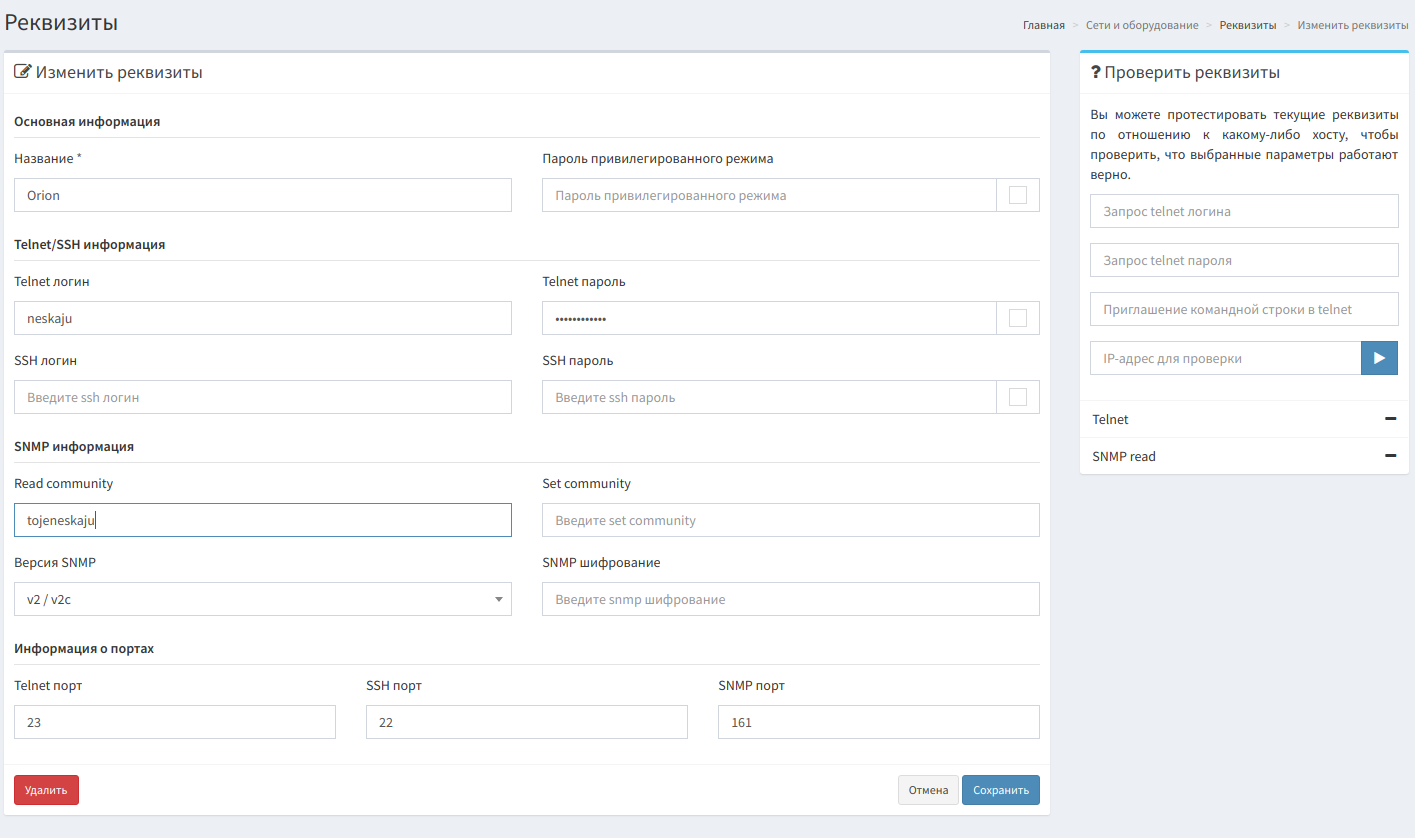 Реквизиты
Главная > Сети и оборудование > Реквизиты > Изменить реквизиты
Изменить реквизиты
Основная информация
Название * Пароль привилегированного режима
Orion Пароль привилегированного режима
Telnet/SSH информация
Telnet логин Telnet пароль
neskaju ••••••••••••
SSH логин SSH пароль
Введите ssh логин Введите ssh пароль
SNMP информация
Read community Set community
tojeneskaju Введите set community
Версия SNMP SNMP шифрование
v2 / v2c Введите snmp шифрование
Информация о портах
Telnet порт SSH порт SNMP порт
23 22 161
Удалить Отмена Сохранить
? Проверить реквизиты
Вы можете протестировать текущие реквизиты
по отношению к какому-либо хосту, чтобы
проверить, что выбранные параметры работают
верно.
Запрос telnet логина
Запрос telnet пароля
Приглашение командной строки в telnet
IP-адрес для проверки
Telnet
SNMP read